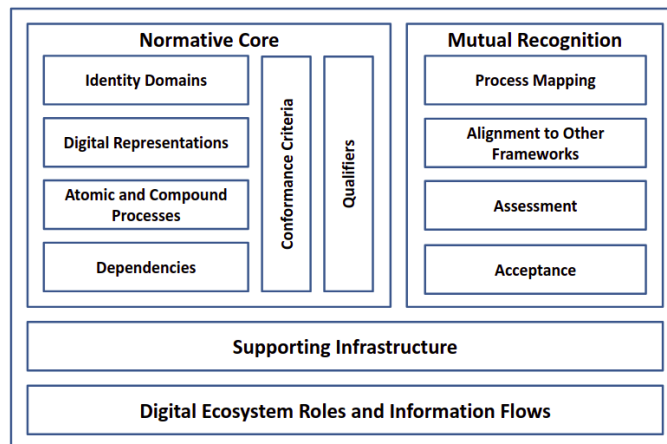 Normative Core
Identity Domains
Digital Representations
Atomic and Compound
Processes
Dependencies
Conformance Criteria
Qualifiers
Mutual Recognition
Process Mapping
Alignment to Other
Frameworks
Assessment
Acceptance
Supporting Infrastructure
Digital Ecosystem Roles and Information Flows